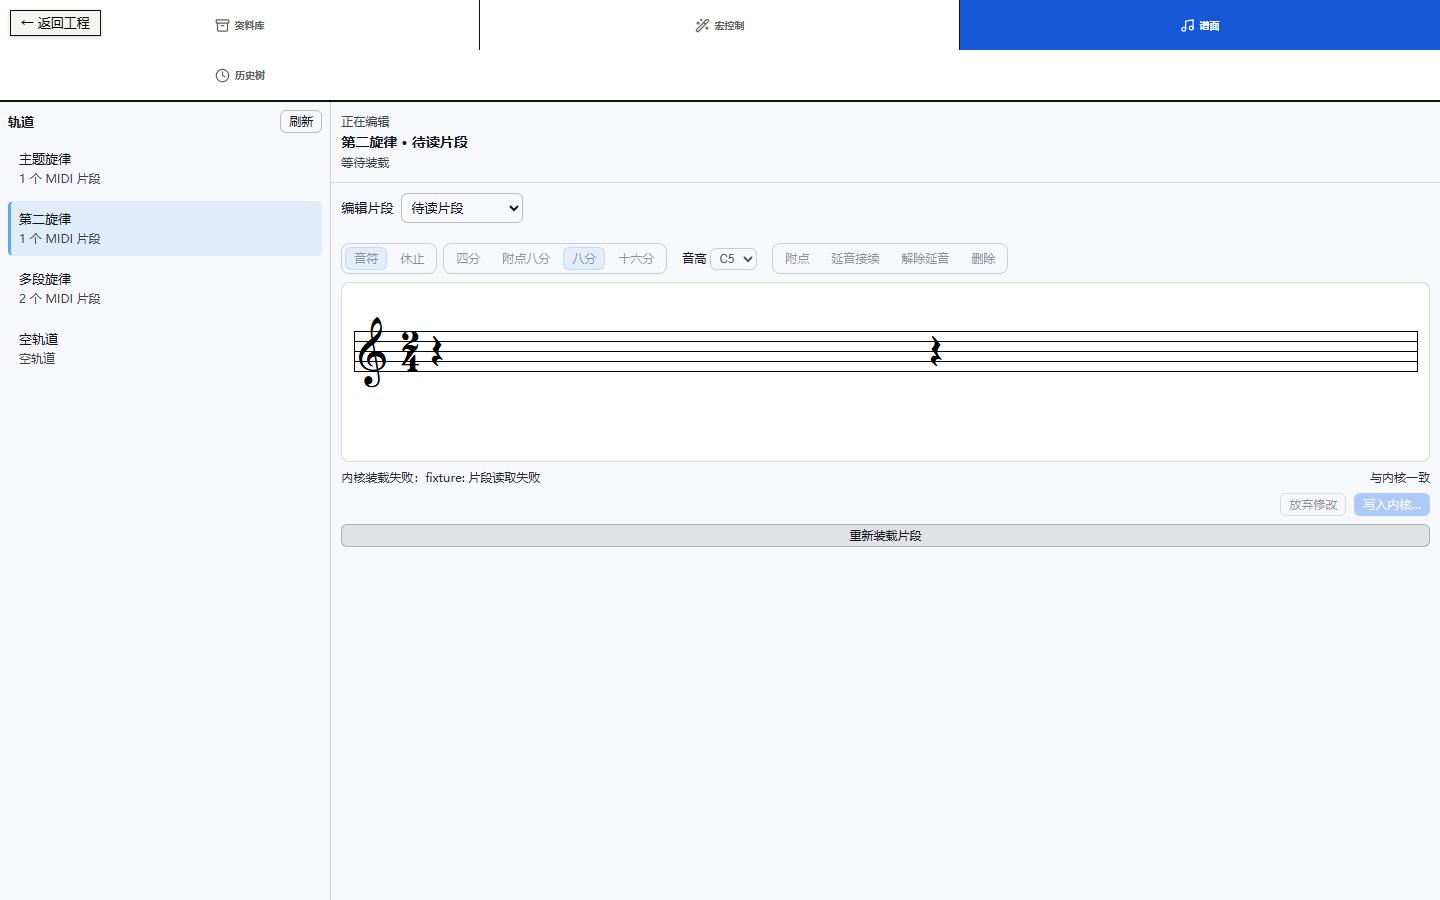 ← 返回工程
资料库
宏控制
谱面
历史树
轨道
刷新
主题旋律
1 个 MIDI 片段
第二旋律
1 个 MIDI 片段
多段旋律
2 个 MIDI 片段
空轨道
空轨道
正在编辑
第二旋律 • 待读片段
等待装载
编辑片段 待读片段
音符 休止 四分 附点八分 八分 十六分 音高 C5 附点 延音接续 解除延音 删除
2
4
内核装载失败：fixture: 片段读取失败 与内核一致
放弃修改 写入内核...
重新装载片段